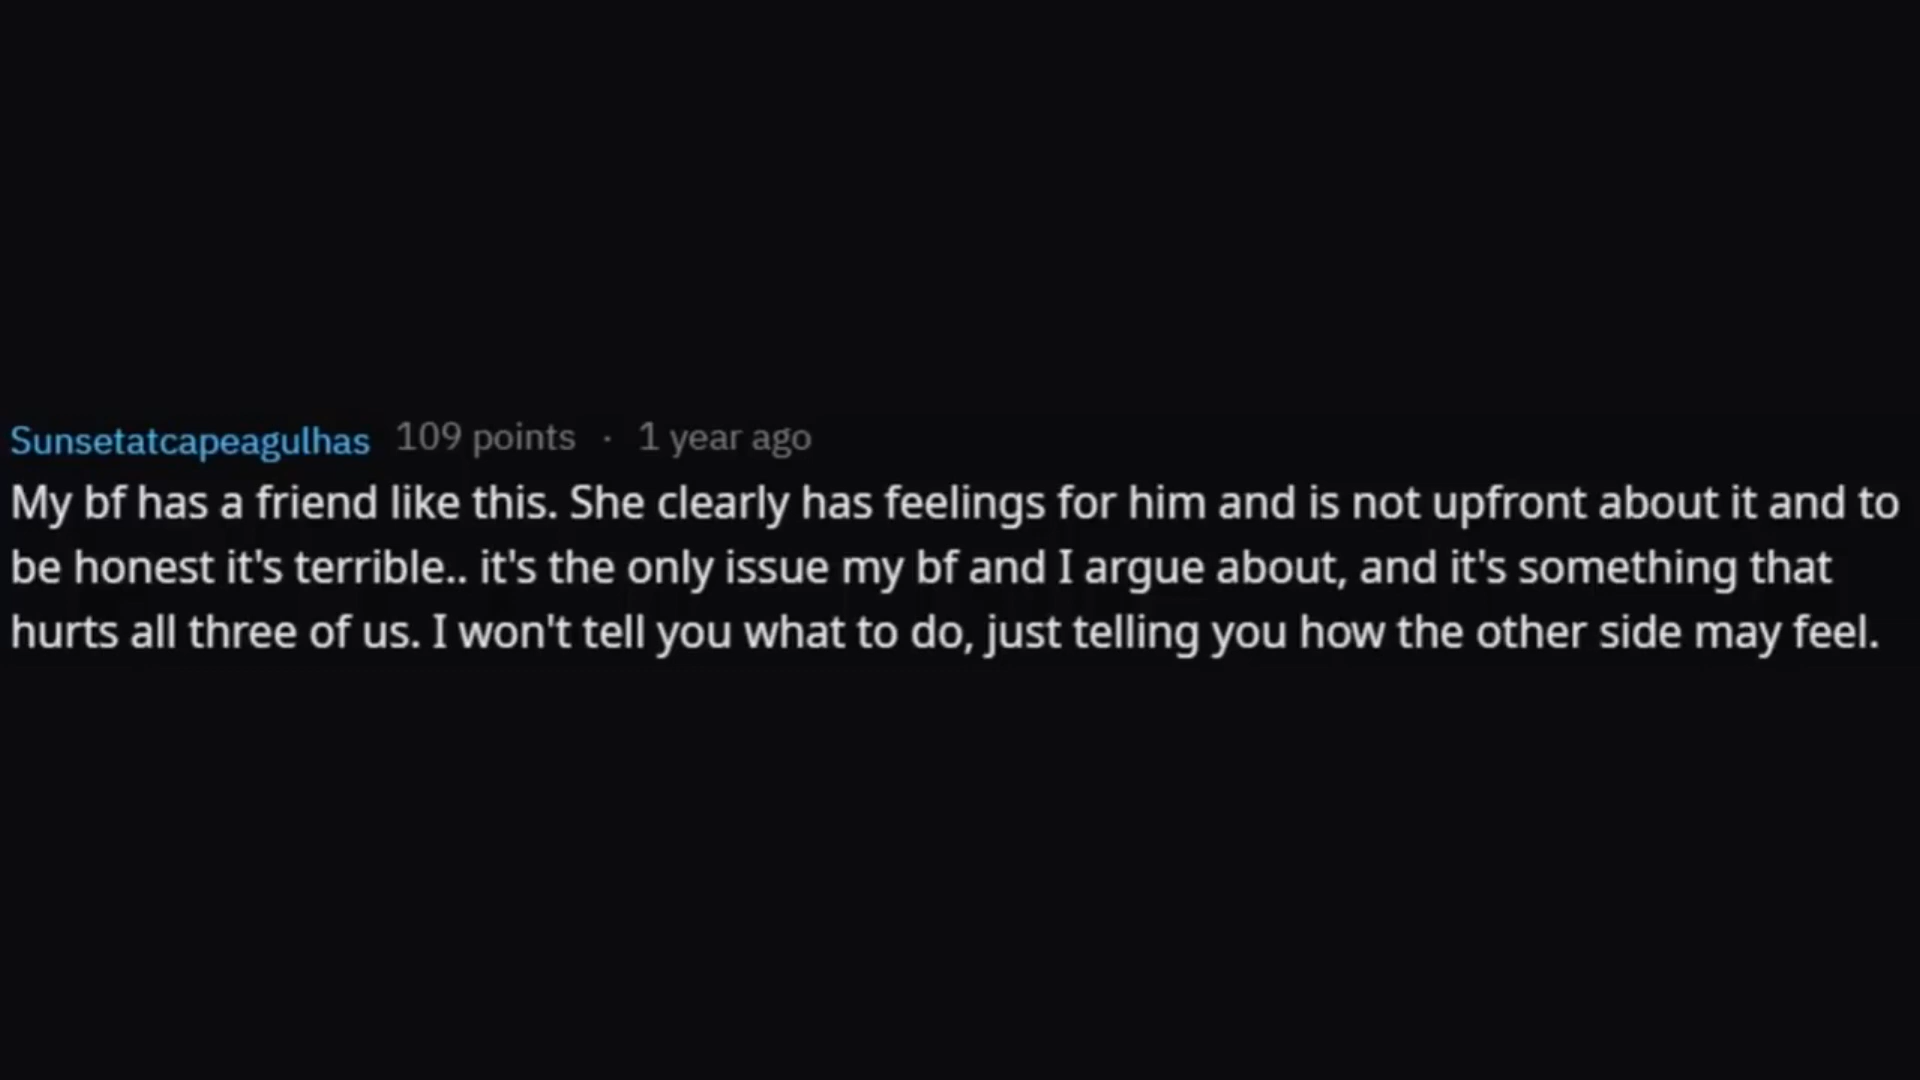 Sunsetatcapeagulhas 109 points · 1 year ago
My bf has a friend like this. She clearly has feelings for him and is not upfront about it and to
be honest it's terrible.. it's the only issue my bf and I argue about, and it's something that
hurts all three of us. I won't tell you what to do, just telling you how the other side may feel.